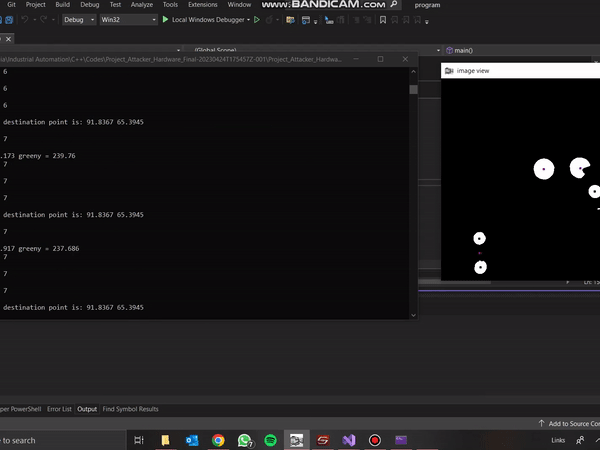 Git Project Build Debug Test Analyze Tools Extensions Window
WWW.BANDICAM.COM
program
Debug Win32 Local Windows Debugger
(Global Scope) main()
\Industrial Automation\C++\Codes\Project_Attacker_Hardware_Final-20230424T175457Z-001\Project_Attacker_Hardwa...
image view
6
6
6
destination point is: 91.8367 65.3945
7
.173 greeny = 239.76
7
7
7
destination point is: 91.8367 65.3945
7
.917 greeny = 237.686
7
7
7
destination point is: 91.8367 65.3945
Ln: 15
per PowerShell Error List Output Find Symbol Results
Add to Source Con
e to search
7
Links